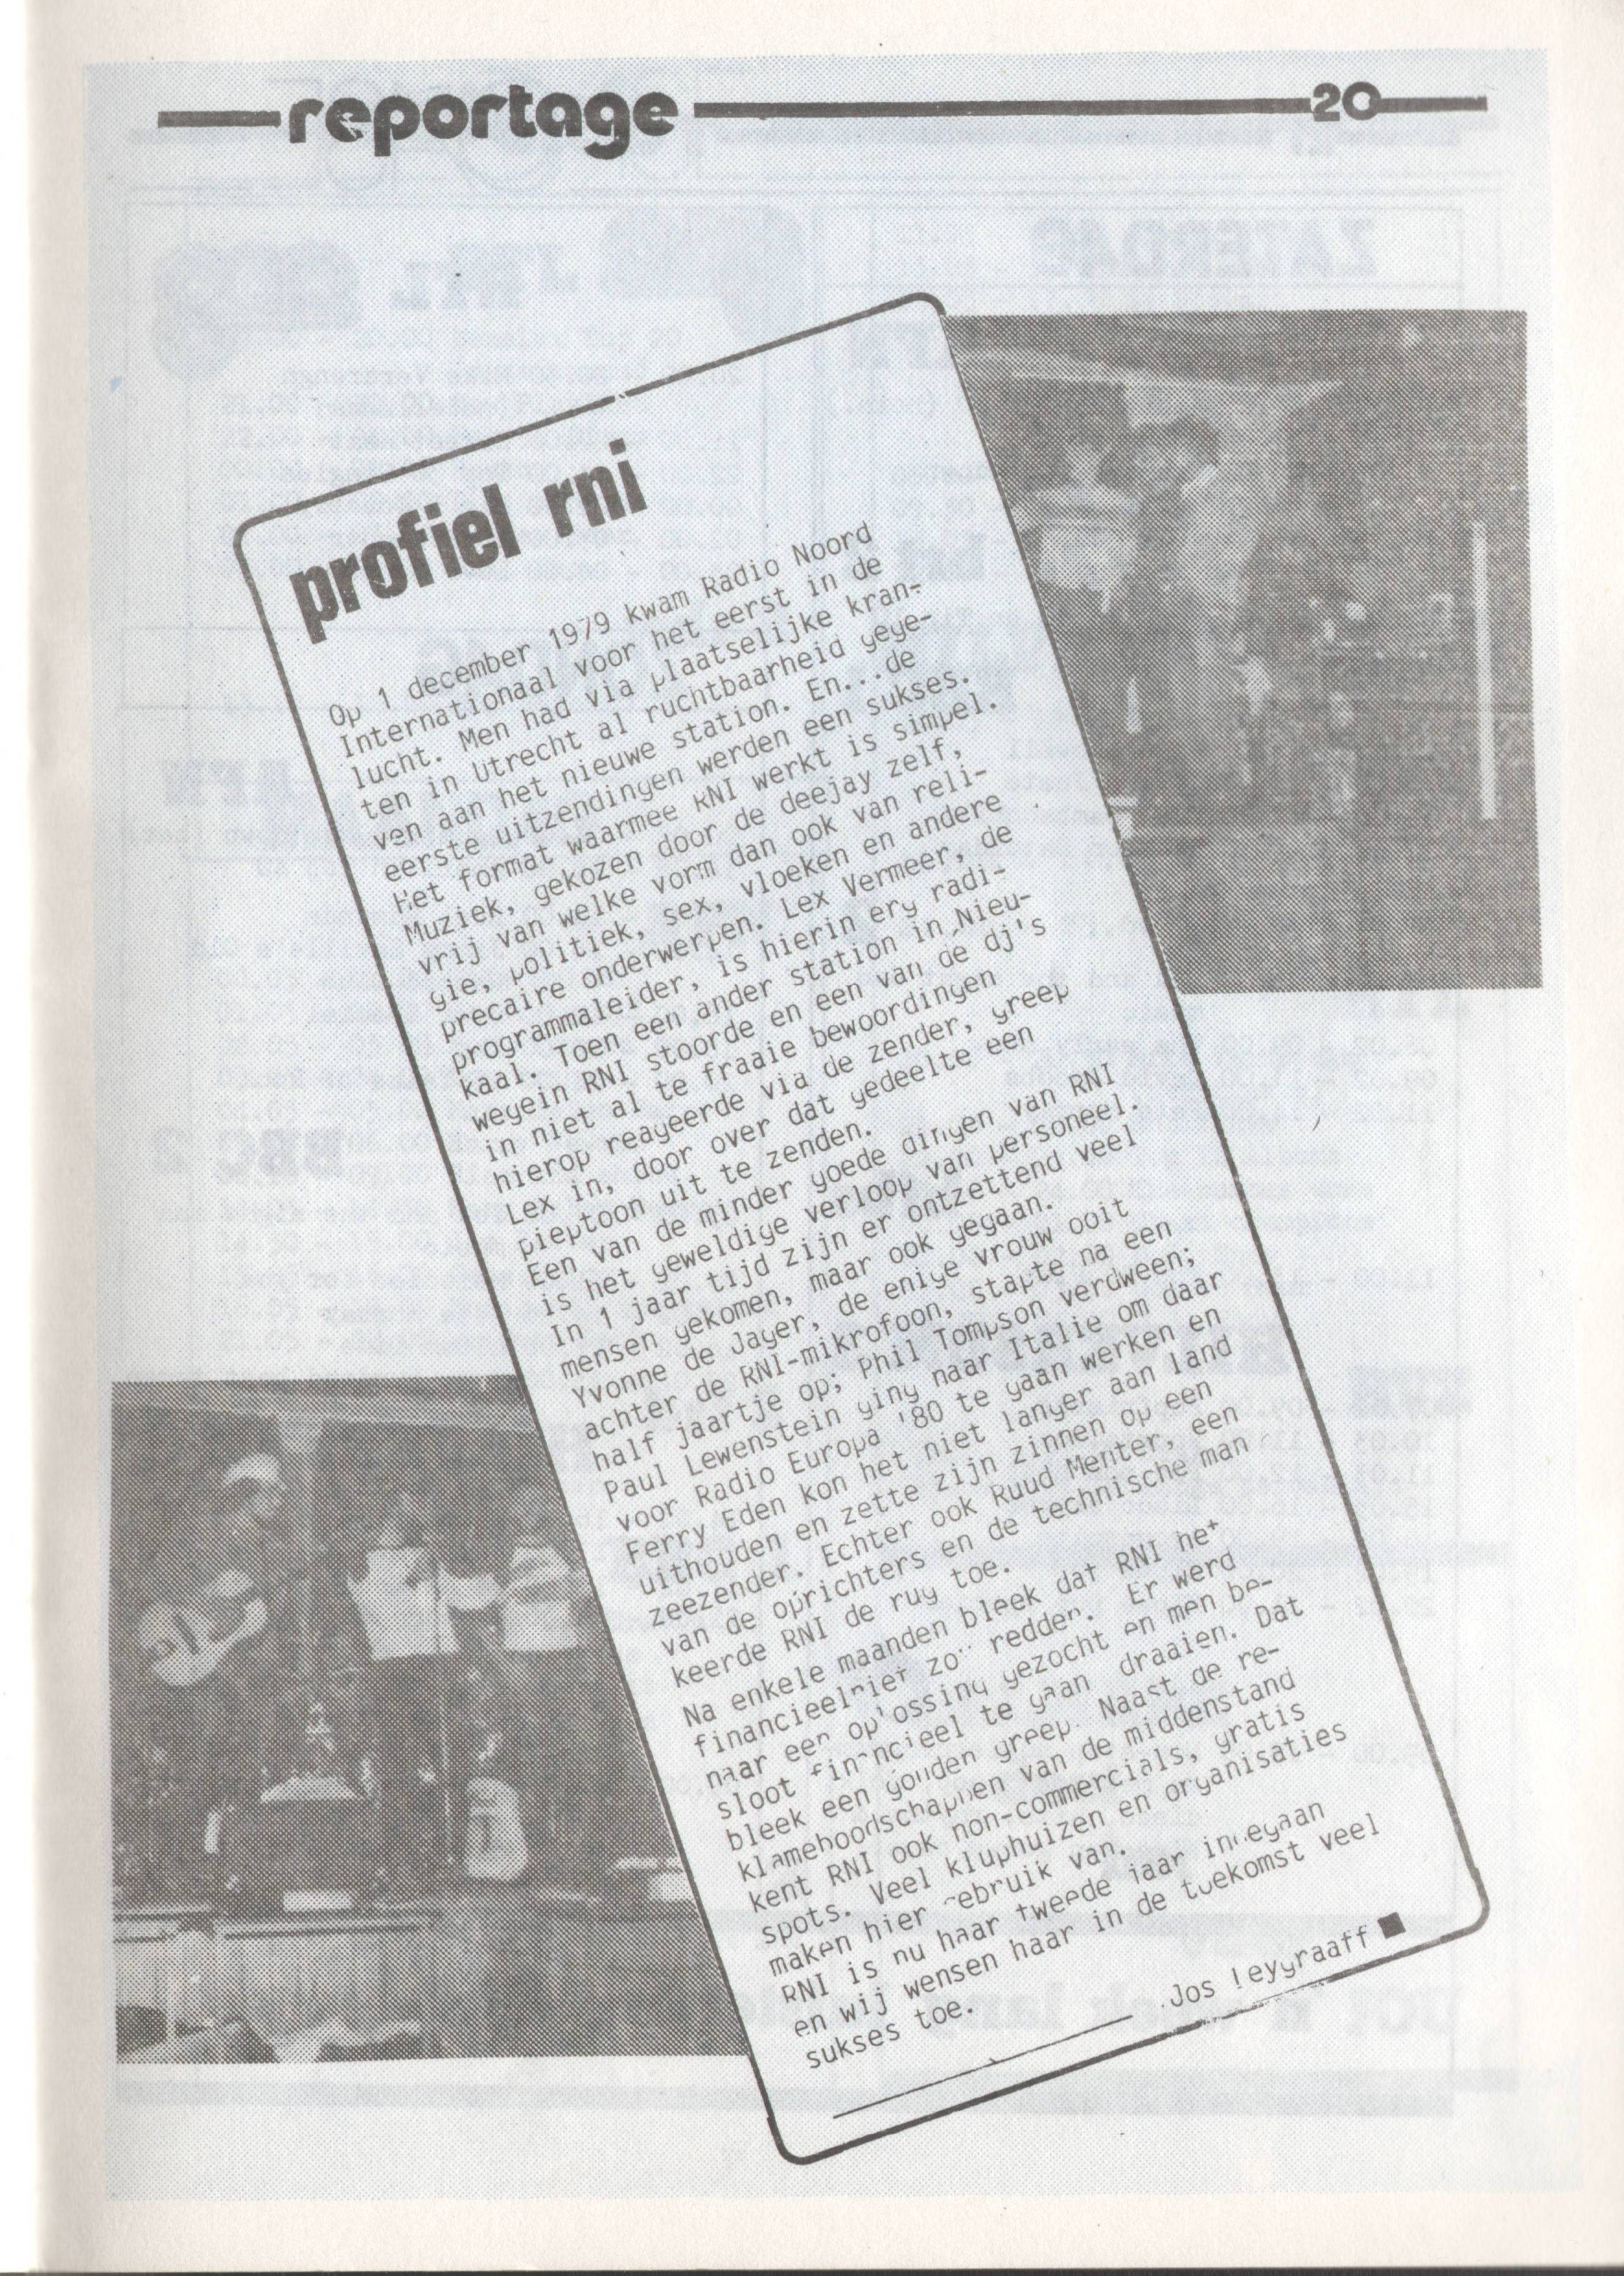 reportage 20
profiel rni
Op 1 december 1979 kwam Radio Noord
Internationaal voor het eerst in de
lucht. Men had via plaatselijke kran-
ten in Utrecht al ruchtbaarheid gege-
ven aan het nieuwe station. En...de
eerste uitzendingen werden een sukses.
Het format waarmee RNI werkt is simpel.
Muziek, gekozen door de deejay zelf,
vrij van welke vorm dan ook van reli-
gie, politiek, sex, vloeken en andere
precaire onderwerpen. Lex Vermeer, de
programmaleider, is hierin erg radi-
kaal. Toen een ander station in Nieu-
wegein RNI stoorde en een van de dj's
in niet al te fraaie bewoordingen
hierop reageerde via de zender, greep
Lex in, door over dat gedeelte een
pieptoon uit te zenden.
Een van de minder goede dingen van RNI
is het geweldige verloop van personeel.
In 1 jaar tijd zijn er ontzettend veel
mensen gekomen, maar ook gegaan.
Yvonne de Jager, de enige vrouw ooit
achter de RNI-mikrofoon, stapte na een
half jaartje op; Phil Tompson verdween;
Paul Lewenstein ging naar Italie om daar
voor Radio Europa '80 te gaan werken en
Ferry Eden kon het niet langer aan land
uithouden en zette zijn zinnen op een
zeezender. Echter ook Ruud Menter, een
van de oprichters en de technische man
keerde RNI de rug toe.
Na enkele maanden bleek dat RNI het
financieel niet zou redden. Er werd
naar een oplossing gezocht en men be-
sloot financieel te gaan draaien. Dat
bleek een gouden greep. Naast de re-
klameboodschappen van de middenstand
kent RNI ook non-commercials, gratis
spots. Veel kluphuizen en organisaties
maken hier gebruik van.
RNI is nu haar tweede jaar ingegaan
en wij wensen haar in de toekomst veel
sukses toe.
Jos Leygraaff